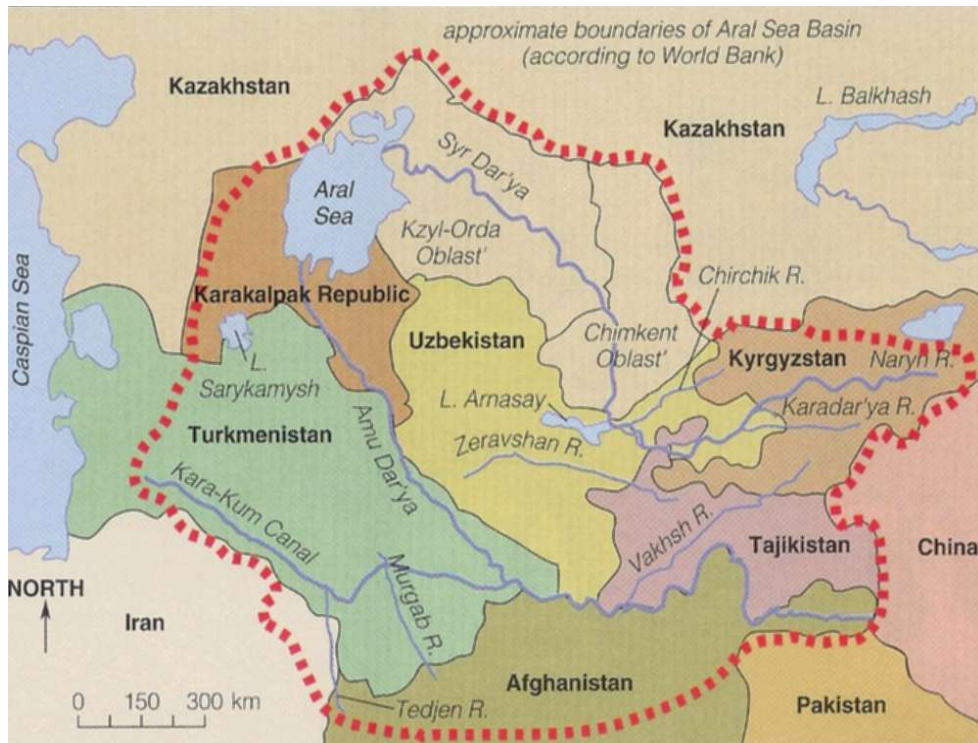 approximate boundaries of Aral Sea Basin
(according to World Bank)
Kazakhstan
L. Balkhash
Kazakhstan
Syr Dar'ya
Aral
Sea
Kzyl-Orda
Oblast'
Chirchik R.
Caspian Sea
Karakalpak Republic
Uzbekistan
Chimkent
Oblast'
Kyrgyzstan
Naryn R.
L.
Sarykamysh
L. Arnasay
Karadar'ya R.
Turkmenistan
Amu Dar'ya
Zeravshan R.
Kara-Kum Canal
Vakhsh R.
Tajikistan
China
NORTH
Murgab R.
Iran
Afghanistan
0 150 300 km
Tedjen R.
Pakistan